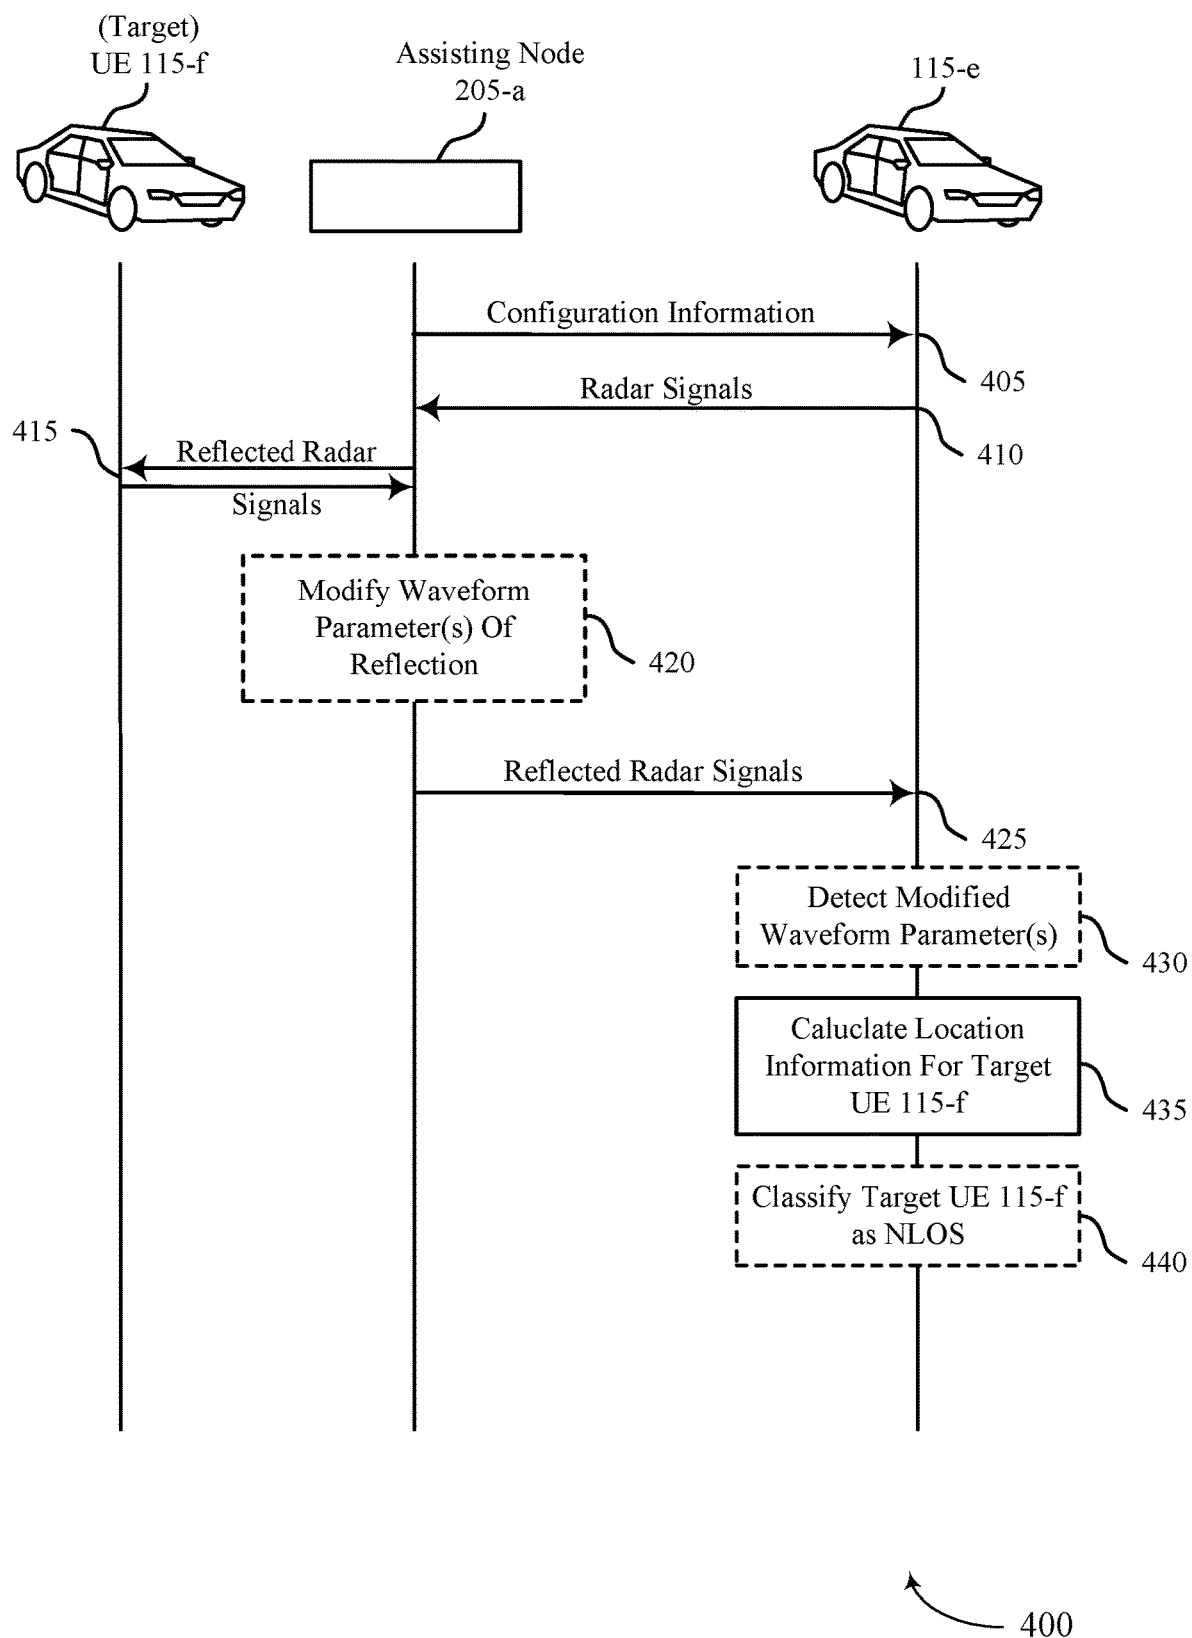 (Target)
UE 115-f
Assisting Node
205-a
115-e
Configuration Information
405
Radar Signals
410
415
Reflected Radar
Signals
Modify Waveform
Parameter(s) Of
Reflection
420
Reflected Radar Signals
425
Detect Modified
Waveform Parameter(s)
430
Caluclate Location
Information For Target
UE 115-f
435
Classify Target UE 115-f
as NLOS
440
400